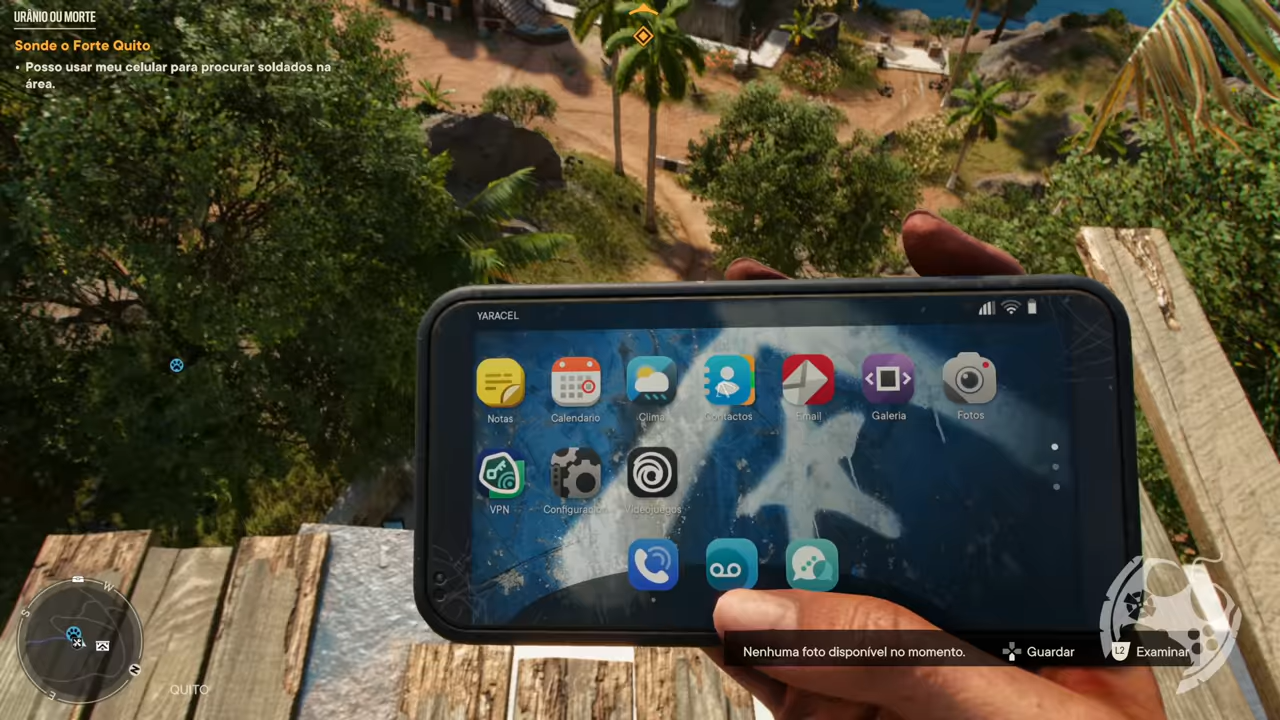 URÂNIO OU MORTE
Sonde o Forte Quito
• Posso usar meu celular para procurar soldados na
área.
YARACEL
Notas
Calendario
Clima
Contactos
Email
Galeria
Fotos
VPN
Configuración
Videojuegos
Nenhuma foto disponível no momento.
Guardar
L2
Examinar
S
W
N
E
QUITO